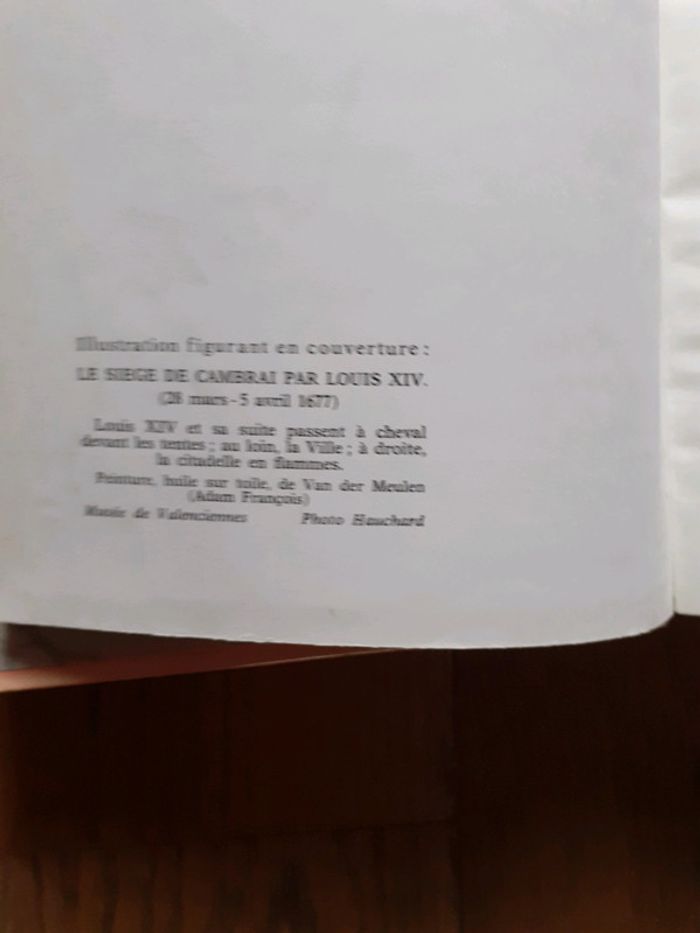 Illustration figurant en couverture :
LE SIEGE DE CAMBRAI PAR LOUIS XIV.
(28 mars - 5 avril 1677)
Louis XIV et sa suite passent à cheval
devant les tentes ; au loin, la Ville ; à droite,
la citadelle en flammes.
Peinture, huile sur toile, de Van der Meulen
(Adam François)
Musée de Valenciennes Photo Hauchard